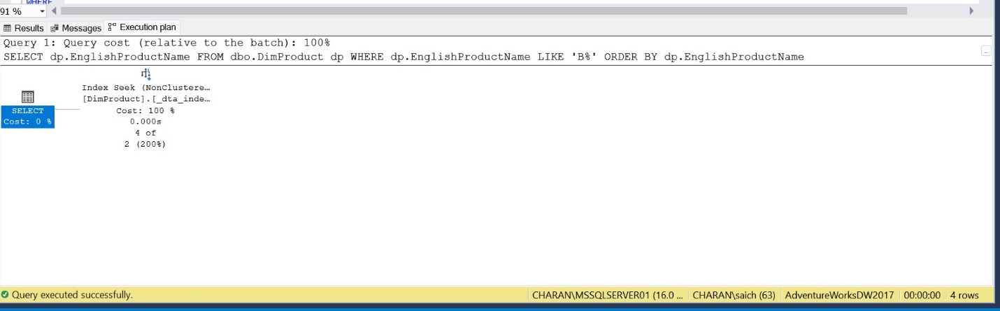 WHERE
91 %
Results Messages Execution plan
Query 1: Query cost (relative to the batch): 100%
SELECT dp.EnglishProductName FROM dbo.DimProduct dp WHERE dp.EnglishProductName LIKE 'B%' ORDER BY dp.EnglishProductName
SELECT
Cost: 0 %
Index Seek (NonClustere…
[DimProduct].[_dta_inde…
Cost: 100 %
0.000s
4 of
2 (200%)
Query executed successfully. CHARAN\MSSQLSERVER01 (16.0 ... CHARAN\saich (63) AdventureWorksDW2017 00:00:00 4 rows